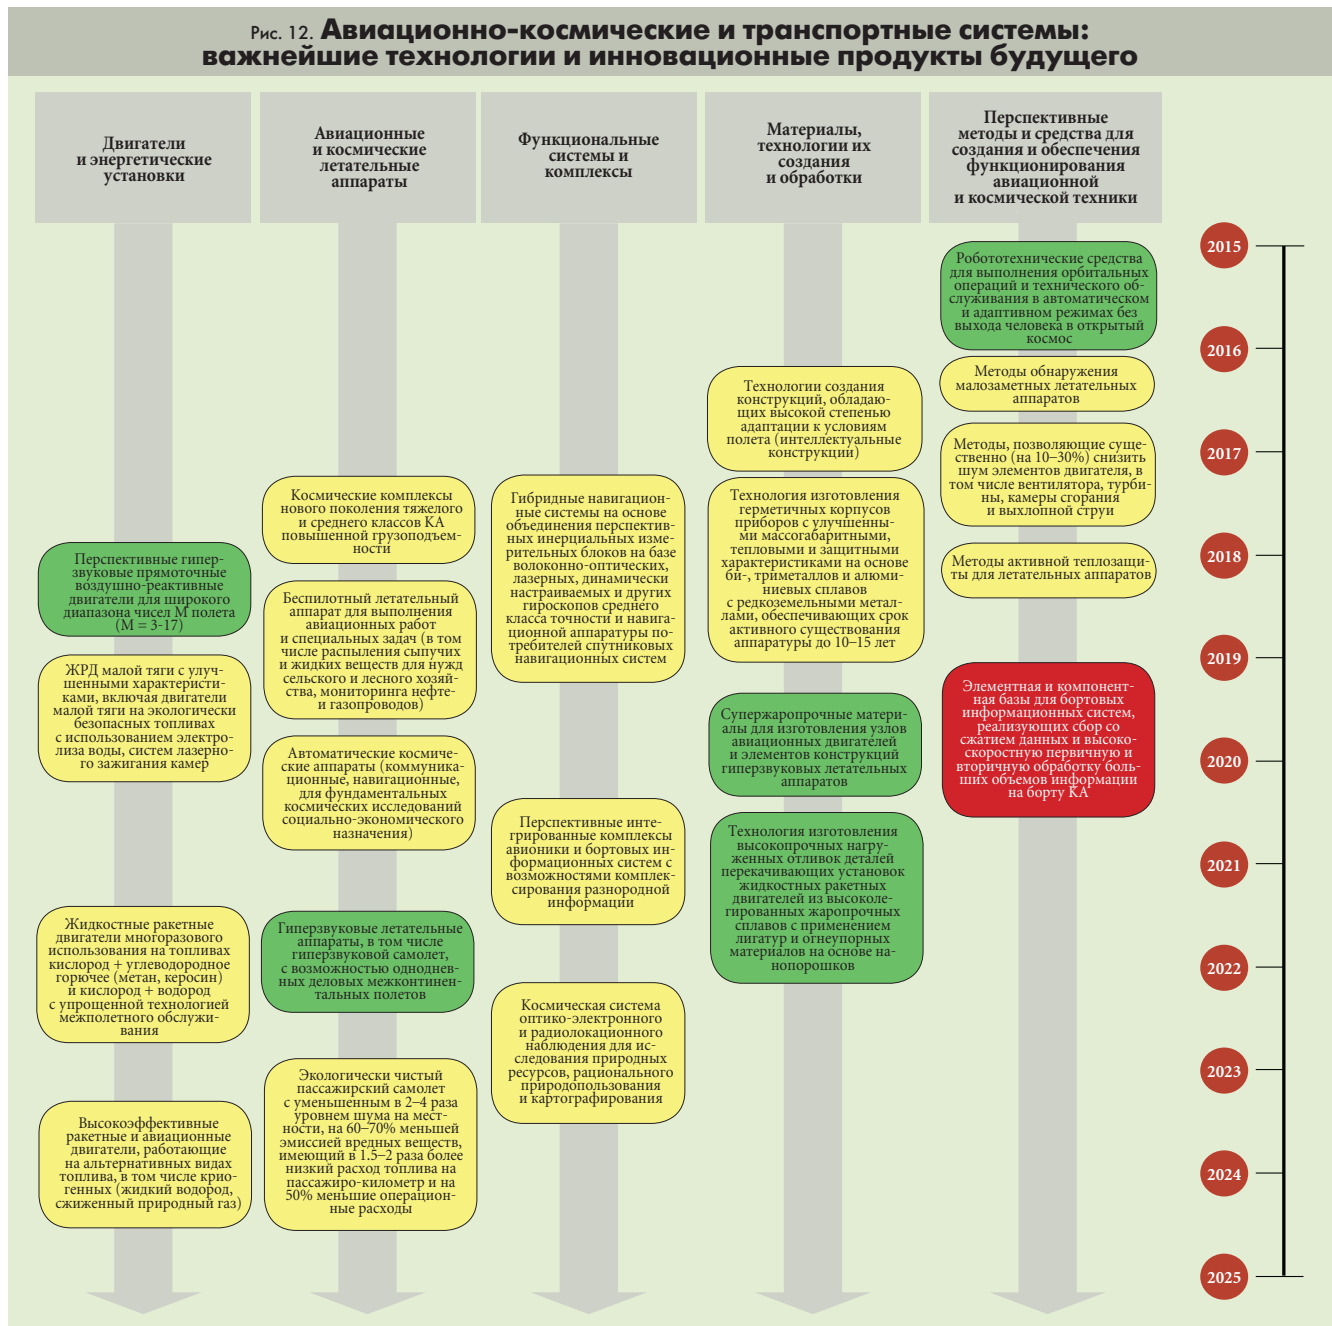 Рис. 12. Авиационно-космические и транспортные системы:
важнейшие технологии и инновационные продукты будущего
Двигатели
и энергетические
установки
Авиационные
и космические
летательные
аппараты
Функциональные
системы и
комплексы
Материалы,
технологии их
создания
и обработки
Перспективные
методы и средства для
создания и обеспечения
функционирования
авиационной
и космической техники
Перспективные гипер-
звуковые прямоточные
воздушно-реактивные
двигатели для широкого
диапазона чисел М полета
(М = 3-17)
ЖРД малой тяги с улуч-
шенными характеристи-
ками, включая двигатели
малой тяги на экологически
безопасных топливах
с использованием электро-
лиза воды, систем лазерно-
го зажигания камер
Жидкостные ракетные
двигатели многоразового
использования на топливах
кислород + углеводородное
горючее (метан, керосин)
и кислород + водород
с упрощенной технологией
межполетного обслужи-
вания
Высокоэффективные
ракетные и авиационные
двигатели, работающие
на альтернативных видах
топлива, в том числе крио-
генных (жидкий водород,
сжиженный природный газ)
Космические комплексы
нового поколения тяжелого
и среднего классов КА
повышенной грузоподъем-
ности
Беспилотный летательный
аппарат для выполнения
авиационных работ
и специальных задач (в том
числе распыления сыпучих
и жидких веществ для нужд
сельского и лесного хозяй-
ства, мониторинга нефте-
и газопроводов)
Автоматические космиче-
ские аппараты (коммуника-
ционные, навигационные,
для фундаментальных
космических исследований
социально-экономического
назначения)
Гиперзвуковые летательные
аппараты, в том числе
гиперзвуковой самолет,
с возможностью одноднев-
ных деловых межконтинен-
тальных полетов
Экологически чистый
пассажирский самолет
с уменьшенным в 2–4 раза
уровнем шума на мест-
ности, на 60–70% меньшей
эмиссией вредных веществ,
имеющий в 1.5–2 раза более
низкий расход топлива на
пассажиро-километр и на
50% меньшие операцион-
ные расходы
Гибридные навигацион-
ные системы на основе
объединения перспектив-
ных инерциальных изме-
рительных блоков на базе
волоконно-оптических,
лазерных, динамически
настраиваемых и других
гироскопов среднего
класса точности и навига-
ционной аппаратуры по-
требителей спутниковых
навигационных систем
Перспективные инте-
грированные комплексы
авионики и бортовых ин-
формационных систем с
возможностями комплек-
сирования разнородной
информации
Космическая система
оптико-электронного
и радиолокационного
наблюдения для ис-
следования природных
ресурсов, рационального
природопользования
и картографирования
Технологии создания
конструкций, обладаю-
щих высокой степенью
адаптации к условиям
полета (интеллектуальные
конструкции)
Технология изготовления
герметичных корпусов
приборов с улучшенны-
ми массогабаритными,
тепловыми и защитными
характеристиками на основе
би-, триметаллов и алюми-
ниевых сплавов
с редкоземельными метал-
лами, обеспечивающих срок
активного существования
аппаратуры до 10–15 лет
Супержаропрочные матери-
алы для изготовления узлов
авиационных двигателей
и элементов конструкций
гиперзвуковых летательных
аппаратов
Технология изготовления
высокопрочных нагру-
женных отливок деталей
перекачивающих установок
жидкостных ракетных
двигателей из высоколе-
гированных жаропрочных
сплавов с применением
лигатур и огнеупорных
материалов на основе на-
нопорошков
Робототехнические средства
для выполнения орбитальных
операций и технического об-
служивания в автоматическом
и адаптивном режимах без
выхода человека в открытый
космос
Методы обнаружения
малозаметных летательных
аппаратов
Методы, позволяющие суще-
ственно (на 10–30%) снизить
шум элементов двигателя, в
том числе вентилятора, турби-
ны, камеры сгорания
и выхлопной струи
Методы активной теплозащи-
ты для летательных аппаратов
Элементная и компонент-
ная базы для бортовых
информационных систем,
реализующих сбор со
сжатием данных и высоко-
скоростную первичную и
вторичную обработку боль-
ших объемов информации
на борту КА
2015
2016
2017
2018
2019
2020
2021
2022
2023
2024
2025